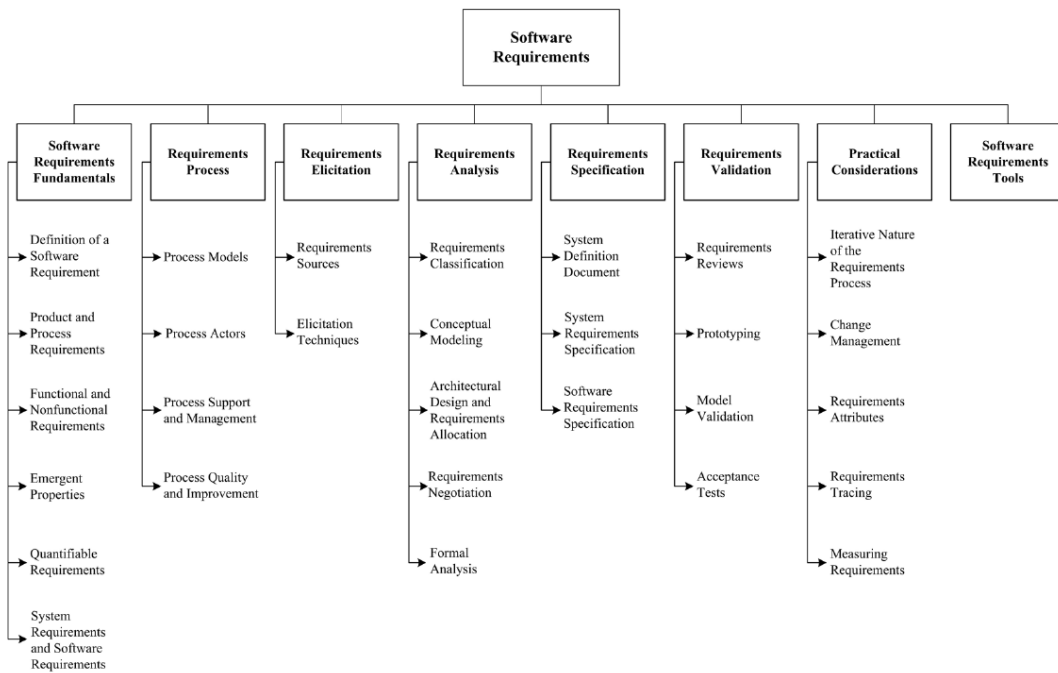 Software
Requirements
Software
Requirements
Fundamentals
Requirements
Process
Requirements
Elicitation
Requirements
Analysis
Requirements
Specification
Requirements
Validation
Practical
Considerations
Software
Requirements
Tools
Definition of a
Software
Requirement
Product and
Process
Requirements
Functional and
Nonfunctional
Requirements
Emergent
Properties
Quantifiable
Requirements
System
Requirements
and Software
Requirements
Process Models
Process Actors
Process Support
and Management
Process Quality
and Improvement
Requirements
Sources
Elicitation
Techniques
Requirements
Classification
Conceptual
Modeling
Architectural
Design and
Requirements
Allocation
Requirements
Negotiation
Formal
Analysis
System
Definition
Document
System
Requirements
Specification
Software
Requirements
Specification
Requirements
Reviews
Prototyping
Model
Validation
Acceptance
Tests
Iterative Nature
of the
Requirements
Process
Change
Management
Requirements
Attributes
Requirements
Tracing
Measuring
Requirements